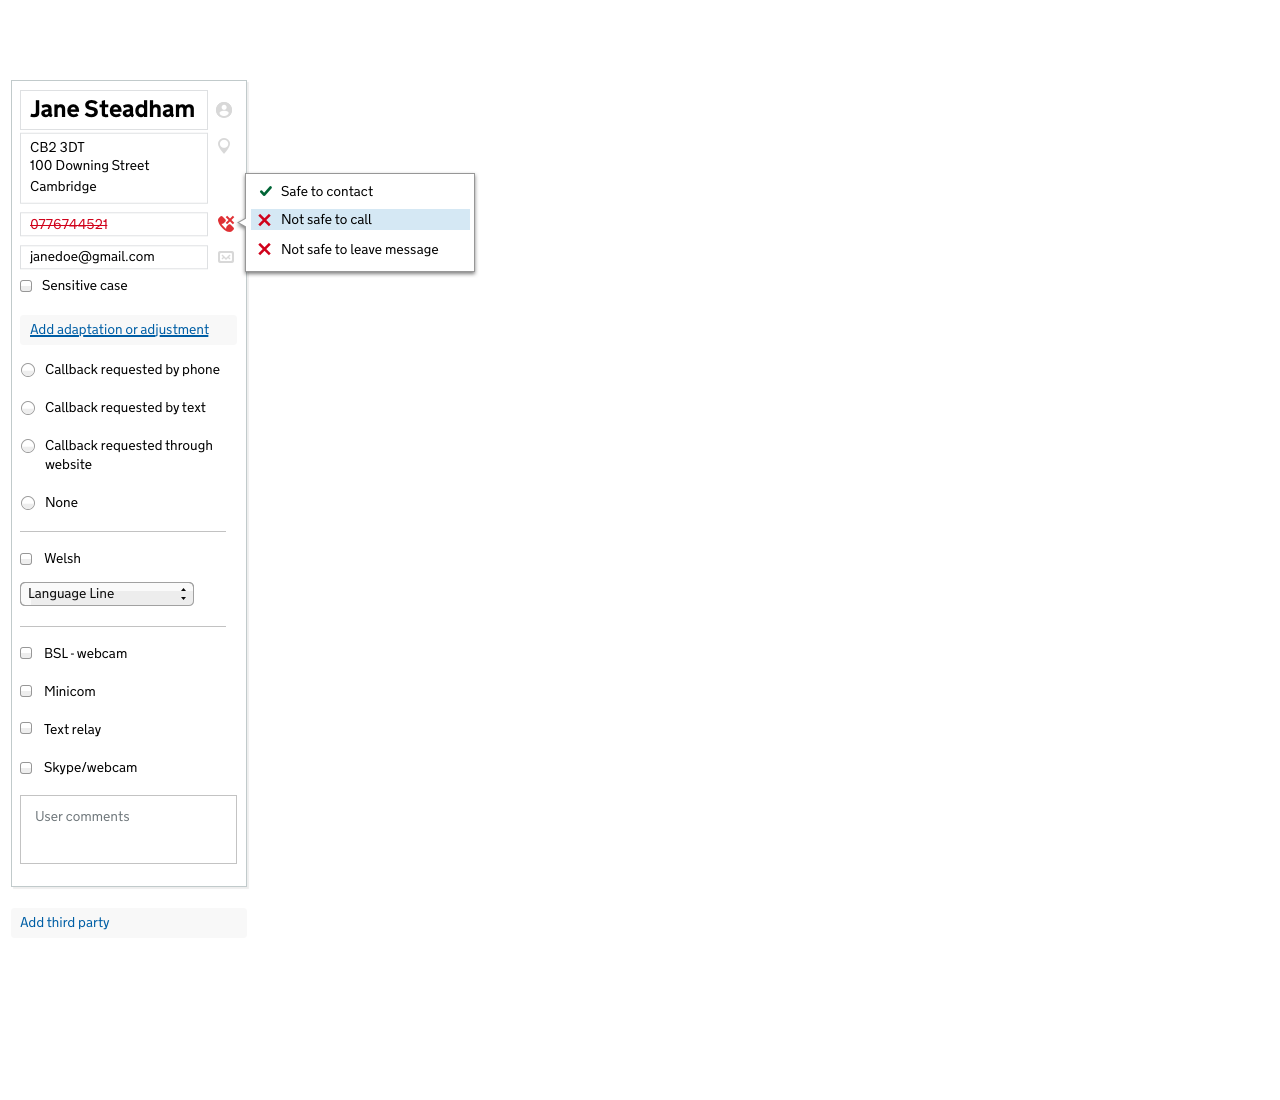 Jane Steadham
CB2 3DT
100 Downing Street
Cambridge
0776744521
janedoe@gmail.com
Safe to contact
Not safe to call
Not safe to leave message
Sensitive case
Add adaptation or adjustment
Callback requested by phone
Callback requested by text
Callback requested through
website
None
Welsh
Language Line
BSL - webcam
Minicom
Text relay
Skype/webcam
User comments
Add third party